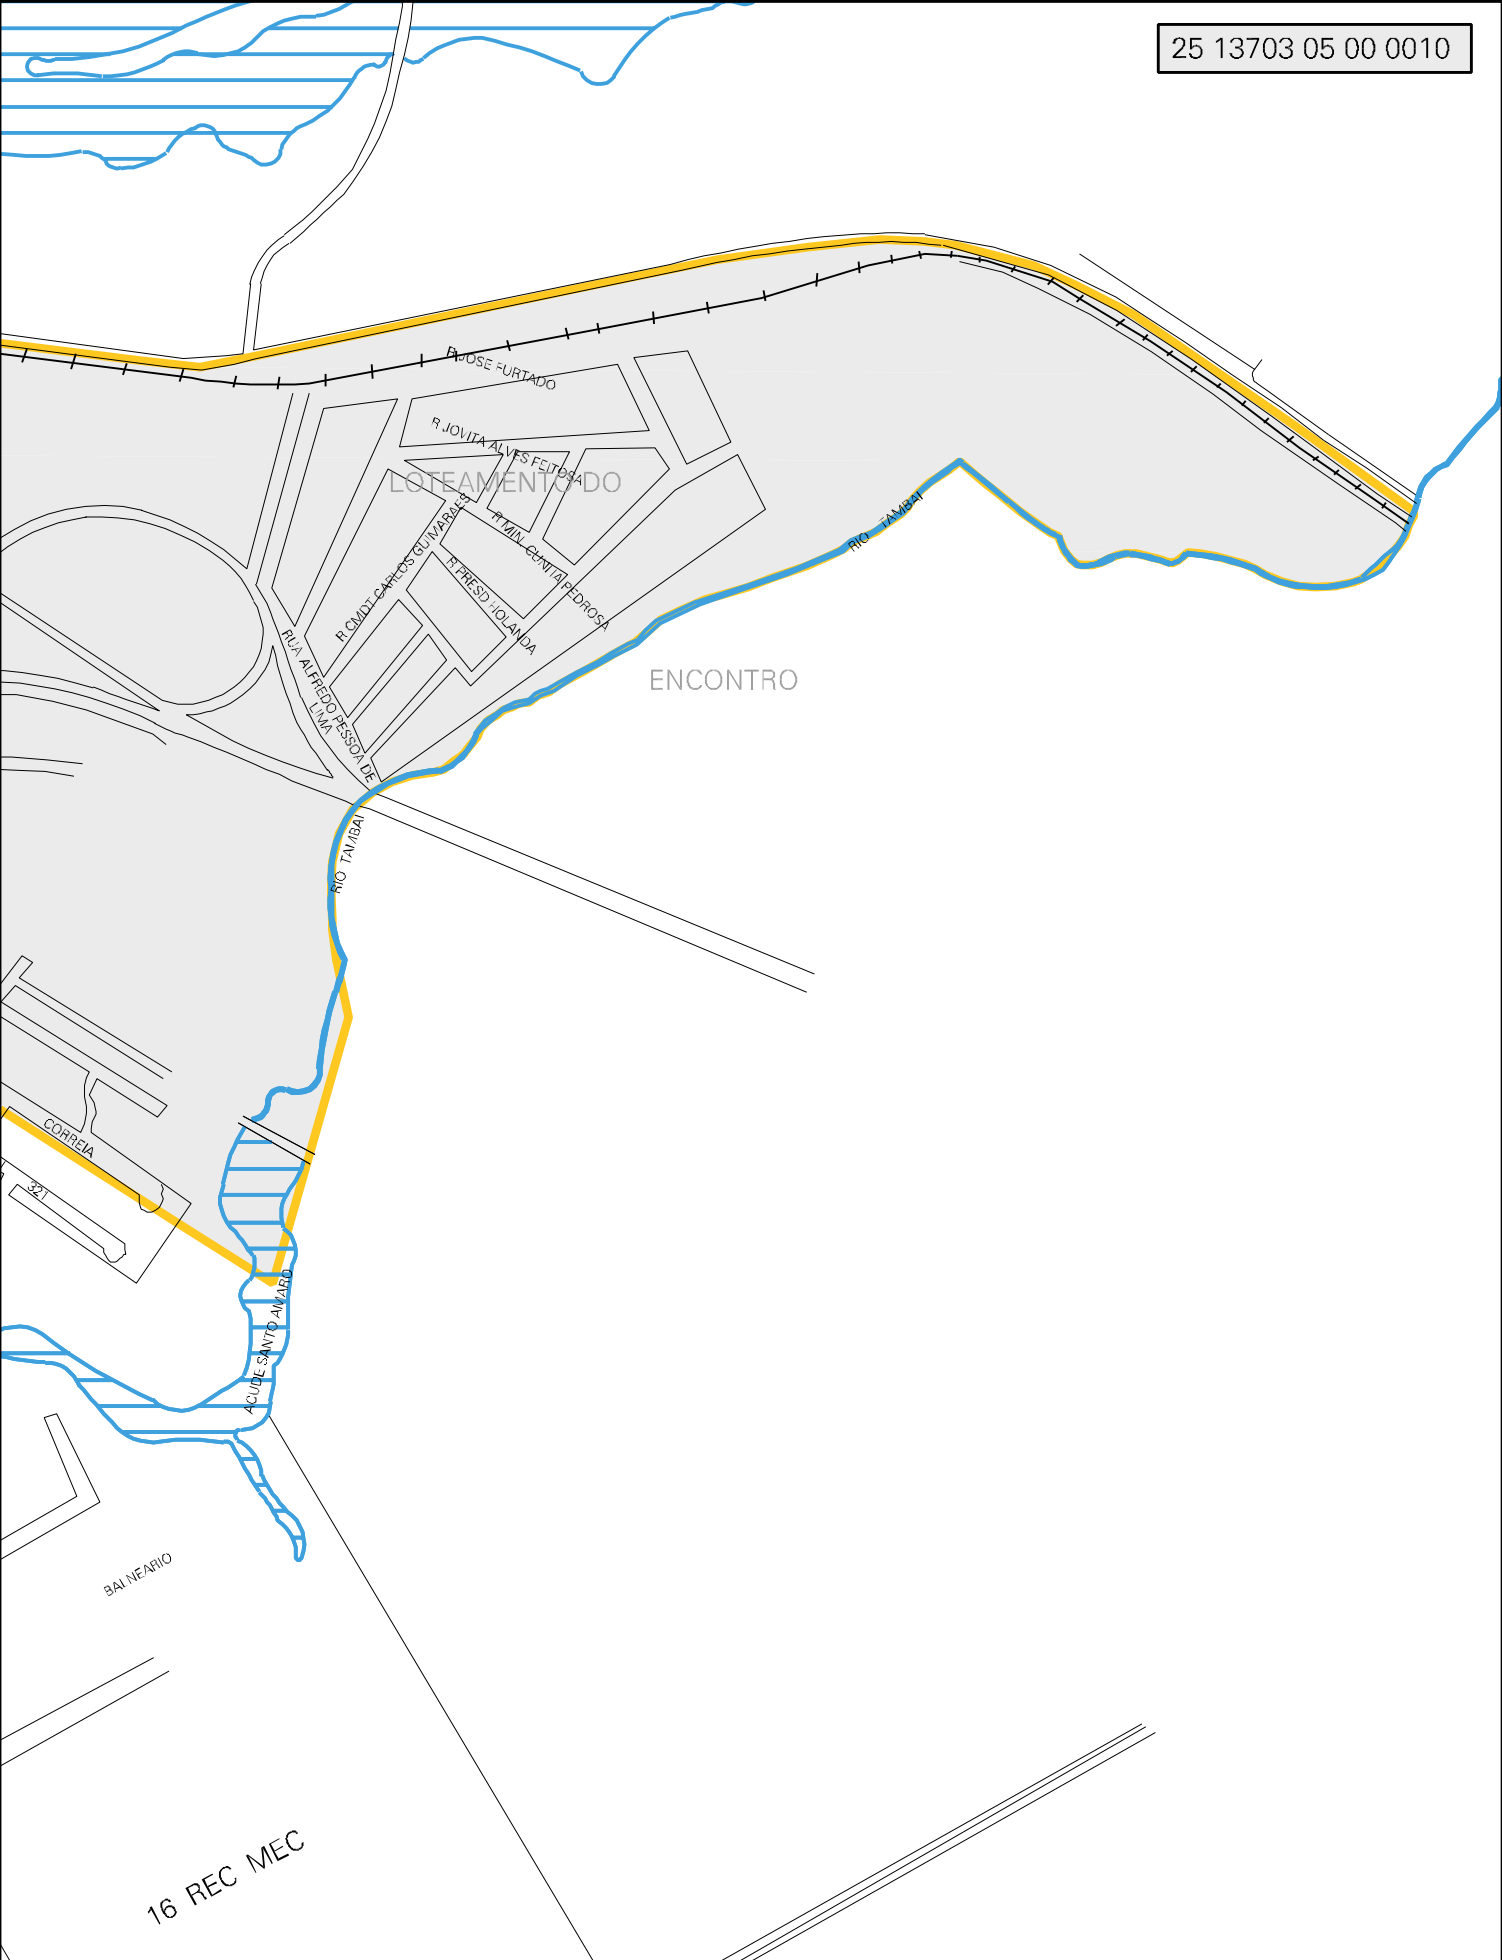 25 13703 05 00 0010
R JOSE FURTADO
R JOVITA ALVES FEITOSA
LOTEAMENTO DO
R CMDT CARLOS GUIMARAES
R MIN. CUNHA PEDROSA
R PRESD HOLANDA
RIO TAMBAI
RUA ALFREDO PESSOA DE
LIMA
ENCONTRO
RIO TAMBAI
CORREIA
321
ACUDE SANTO AMARO
BALNEARIO
16 REC MEC